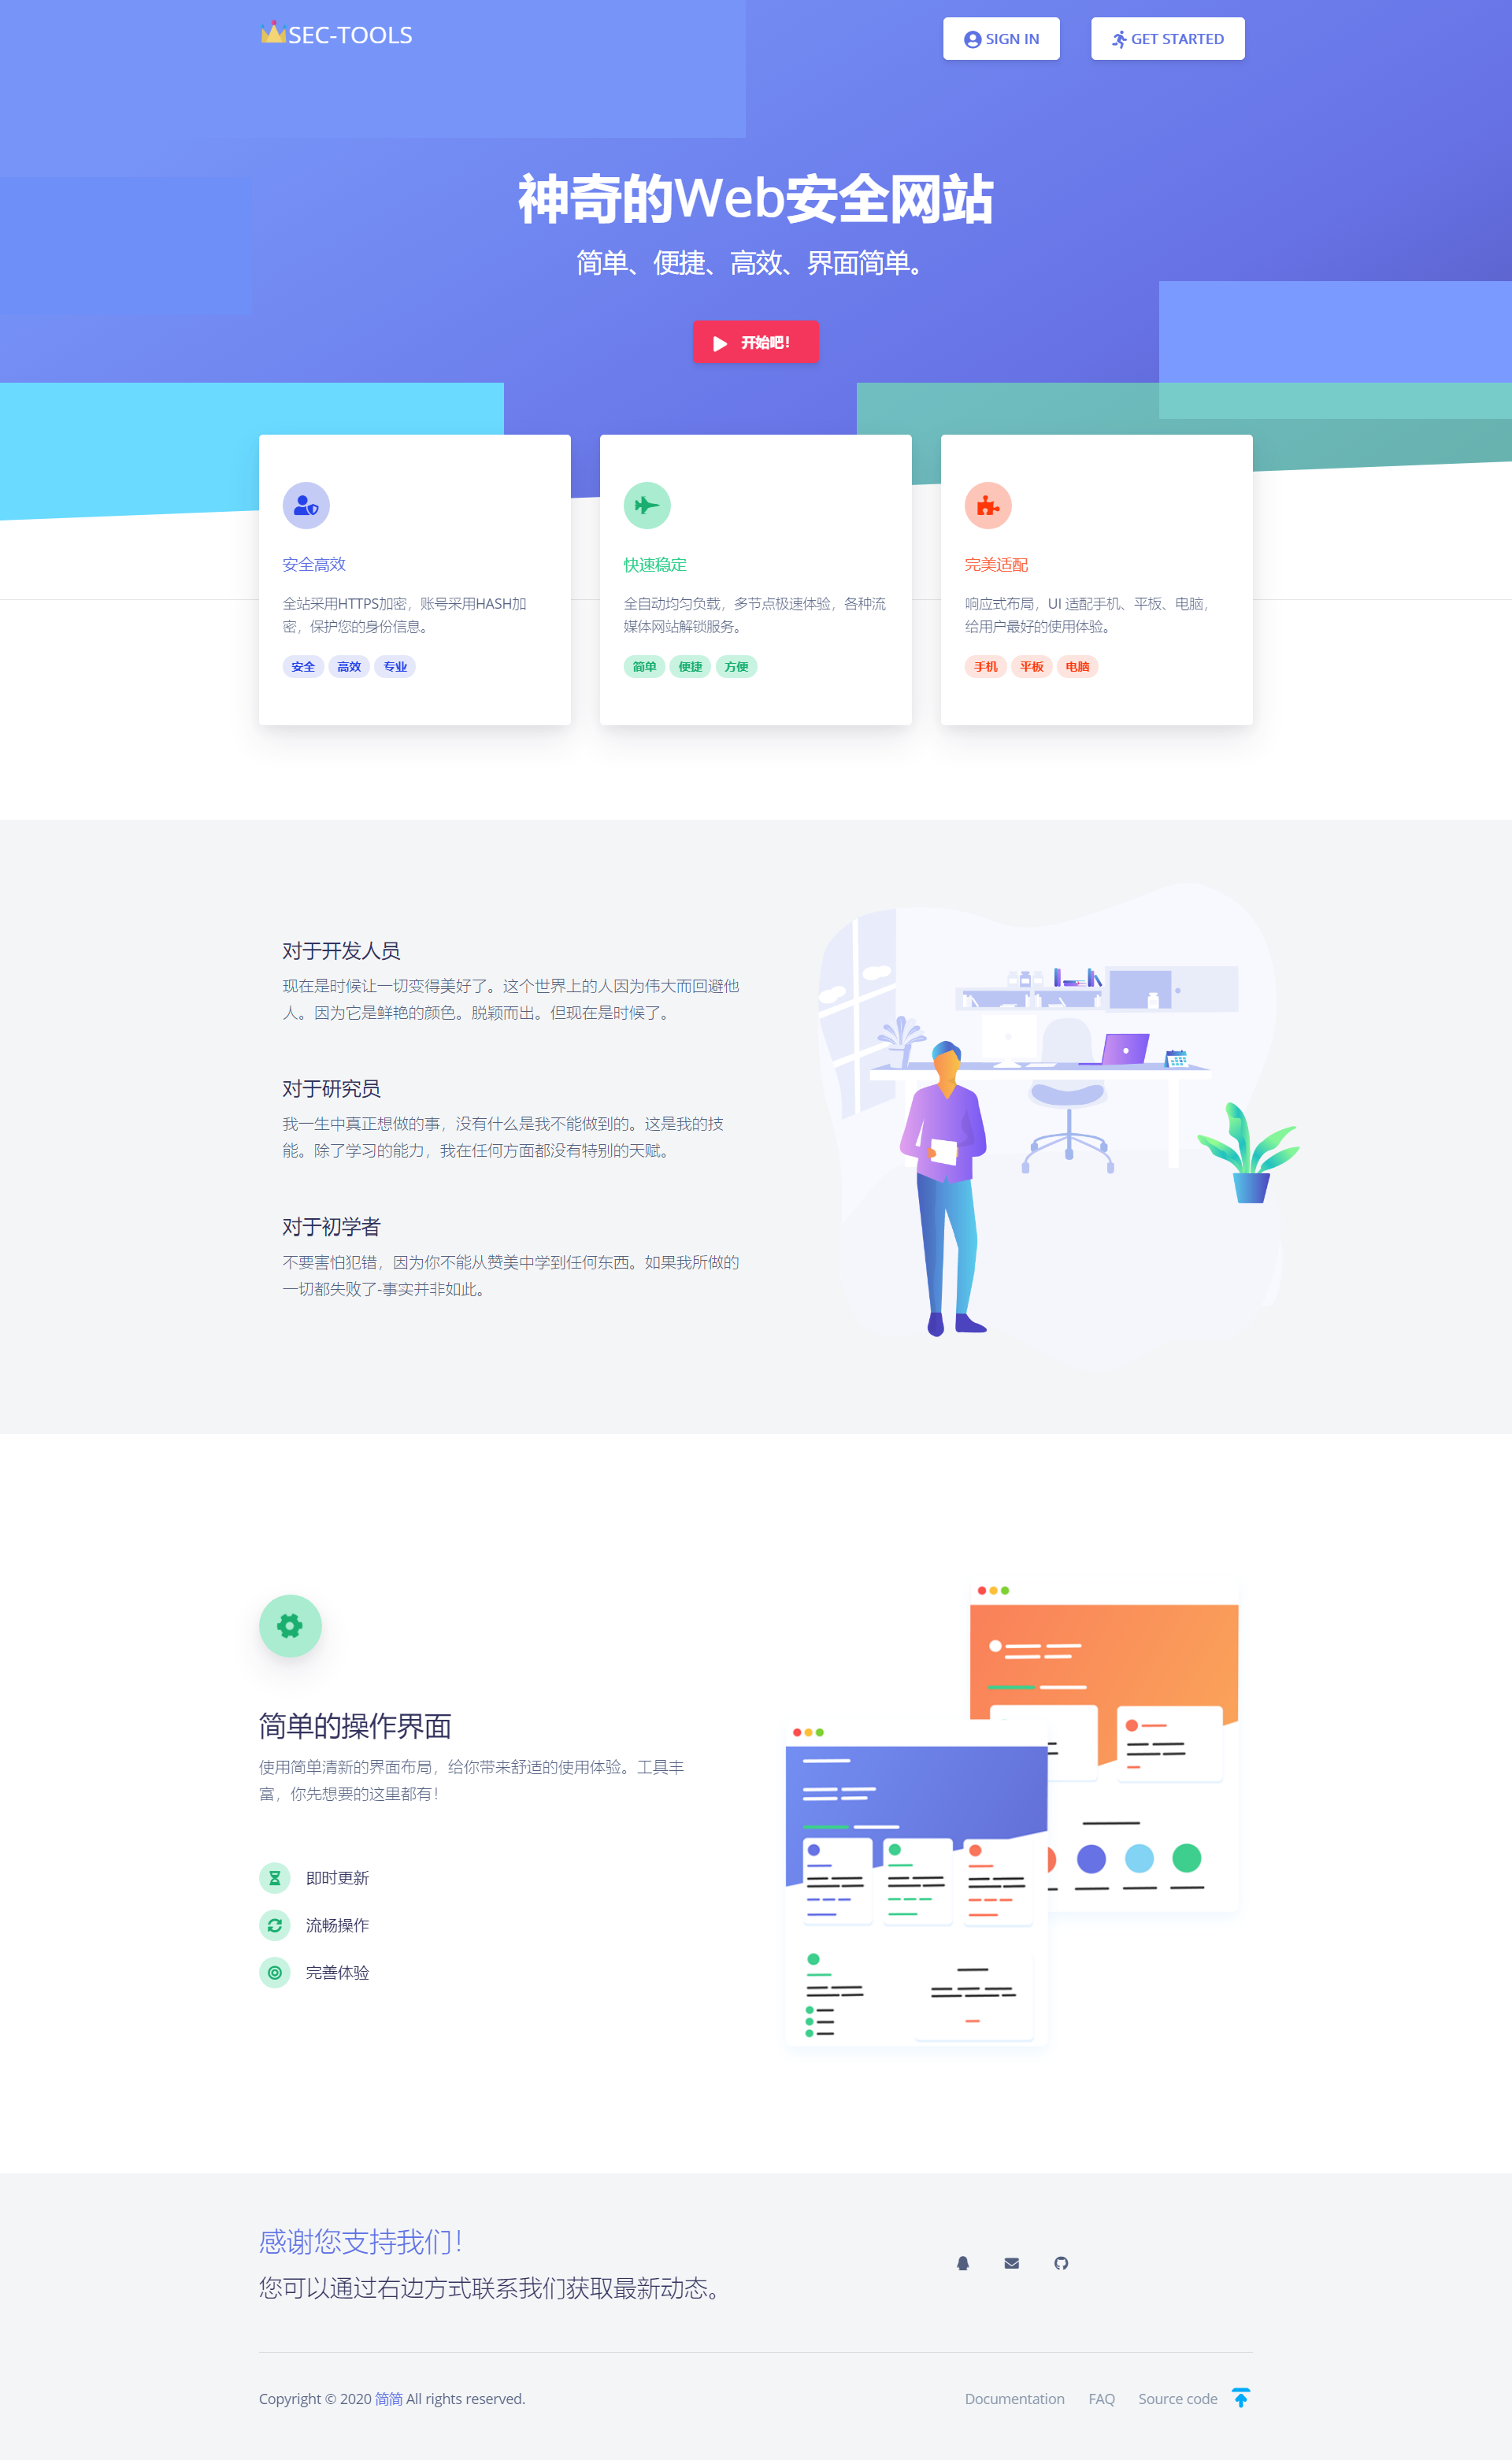 SEC-TOOLS
SIGN IN
GET STARTED
神奇的Web安全网站
简单、便捷、高效、界面简单。
开始吧!
安全高效
全站采用HTTPS加密，账号采用HASH加
密，保护您的身份信息。
安全 高效 专业
快速稳定
全自动均匀负载，多节点极速体验，各种流
媒体网站解锁服务。
简单 便捷 方便
完美适配
响应式布局，UI 适配手机、平板、电脑，
给用户最好的使用体验。
手机 平板 电脑
对于开发人员
现在是时候让一切变得美好了。这个世界上的人因为伟大而回避他
人。因为它是鲜艳的颜色。脱颖而出。但现在是时候了。
对于研究员
我一生中真正想做的事，没有什么是我不能做到的。这是我的技
能。除了学习的能力，我在任何方面都没有特别的天赋。
对于初学者
不要害怕犯错，因为你不能从赞美中学到任何东西。如果我所做的
一切都失败了-事实并非如此。
简单的操作界面
使用简单清新的界面布局，给你带来舒适的使用体验。工具丰
富，你先想要的这里都有！
即时更新
流畅操作
完善体验
感谢您支持我们！
您可以通过右边方式联系我们获取最新动态。
Copyright © 2020 简简 All rights reserved.
Documentation FAQ Source code